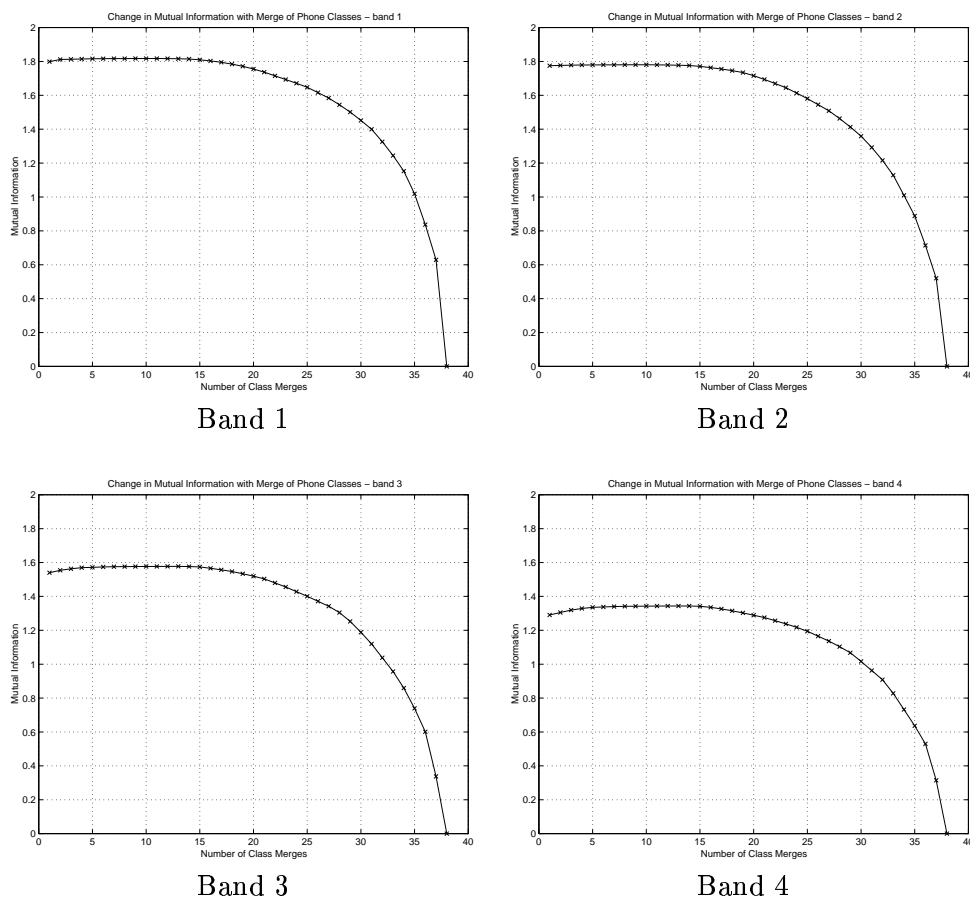 Change in Mutual Information with Merge of Phone Classes – band 1
2
1.8
1.6
1.4
1.2
1
0.8
0.6
0.4
0.2
0
Mutual Information
0 5 10 15 20 25 30 35 40
Number of Class Merges
Band 1
Change in Mutual Information with Merge of Phone Classes – band 2
2
1.8
1.6
1.4
1.2
1
0.8
0.6
0.4
0.2
0
Mutual Information
0 5 10 15 20 25 30 35 40
Number of Class Merges
Band 2
Change in Mutual Information with Merge of Phone Classes – band 3
2
1.8
1.6
1.4
1.2
1
0.8
0.6
0.4
0.2
0
Mutual Information
0 5 10 15 20 25 30 35 40
Number of Class Merges
Band 3
Change in Mutual Information with Merge of Phone Classes – band 4
2
1.8
1.6
1.4
1.2
1
0.8
0.6
0.4
0.2
0
Mutual Information
0 5 10 15 20 25 30 35 40
Number of Class Merges
Band 4